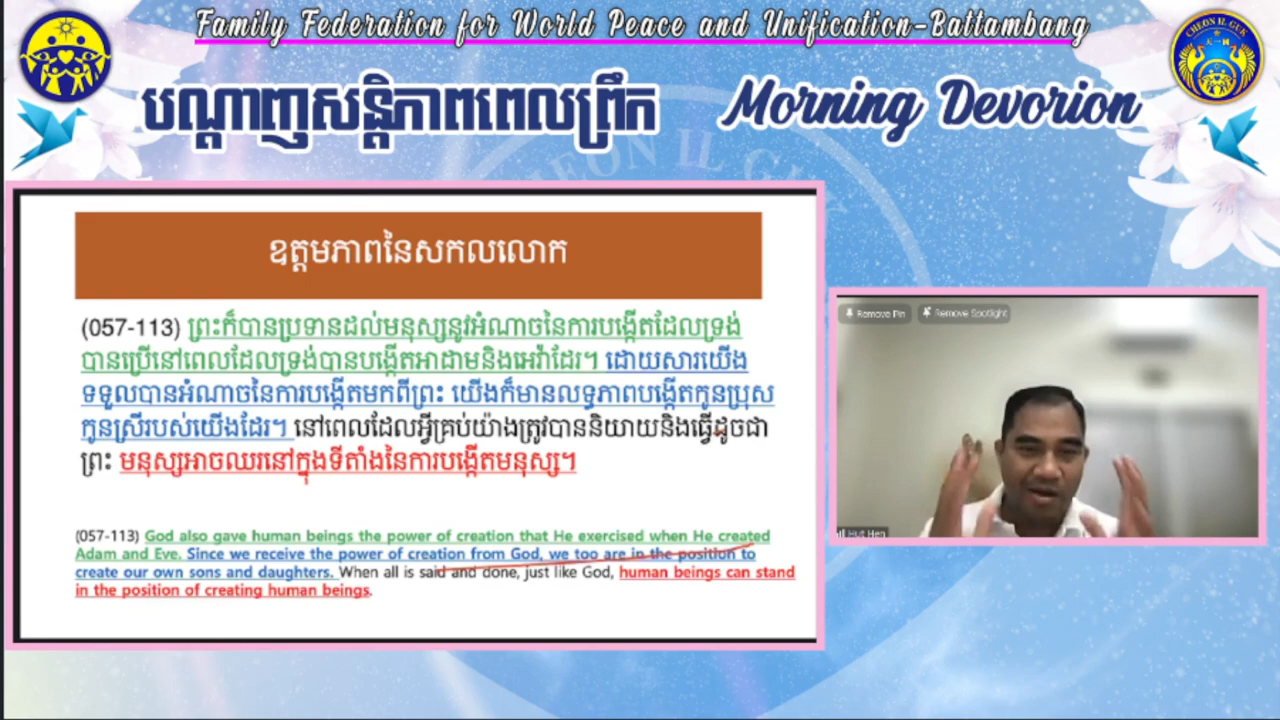 Family Federation for World Peace and Unification-Battambang
CHEON IL GUK
បណ្តាញសន្តិភាពពេលព្រឹក
Morning Devorion
ឧត្តមភាពនៃសកលលោក
(057-113) ព្រះក៏បានប្រទានដល់មនុស្សនូវអំណាចនៃការបង្កើតដែលទ្រង់
បានប្រើនៅពេលដែលទ្រង់បានបង្កើតអាដាមនិងអេវ៉ាដែរ។ ដោយសារយើង
ទទួលបានអំណាចនៃការបង្កើតមកពីព្រះ យើងក៏មានលទ្ធភាពបង្កើតកូនប្រុស
កូនស្រីរបស់យើងដែរ។ នៅពេលដែលអ្វីគ្រប់យ៉ាងត្រូវបាននិយាយនិងធ្វើដូចជា
ព្រះ មនុស្សអាចឈរនៅក្នុងទីតាំងនៃការបង្កើតមនុស្ស។
(057-113) God also gave human beings the power of creation that He exercised when He created
Adam and Eve. Since we receive the power of creation from God, we too are in the position to
create our own sons and daughters. When all is said and done, just like God, human beings can stand
in the position of creating human beings.
Remove Pin
Remove Spotlight
Hut Hen